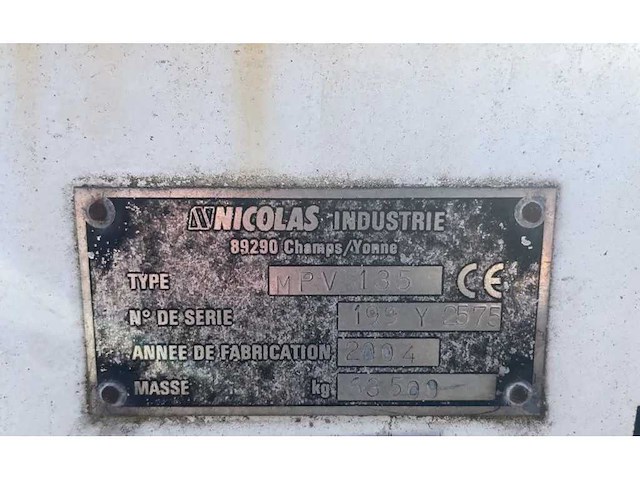 NICOLAS INDUSTRIE
89290 Champs/Yonne
TYPE MPV 135 CE
N° DE SERIE 199 Y 2575
ANNEE DE FABRICATION 2004
MASSE kg